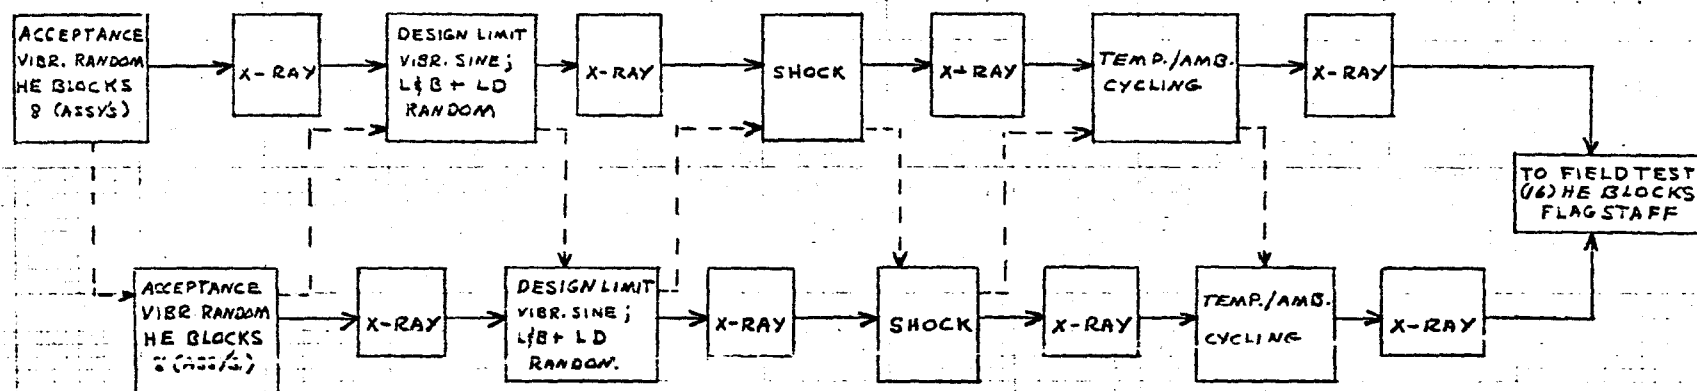 ACCEPTANCE
VIBR. RANDOM
HE BLOCKS
8 (ASSY'S)
X-RAY
DESIGN LIMIT
VIBR. SINE;
L&B + LD
RANDOM
X-RAY
SHOCK
X-RAY
TEMP./AMB.
CYCLING
X-RAY
TO FIELD TEST
(16) HE BLOCKS
FLAGSTAFF
ACCEPTANCE
VIBR. RANDOM
HE BLOCKS
X-RAY
DESIGN LIMIT
VIBR. SINE;
L&B + LD
RANDOM.
X-RAY
SHOCK
X-RAY
TEMP./AMB.
CYCLING
X-RAY